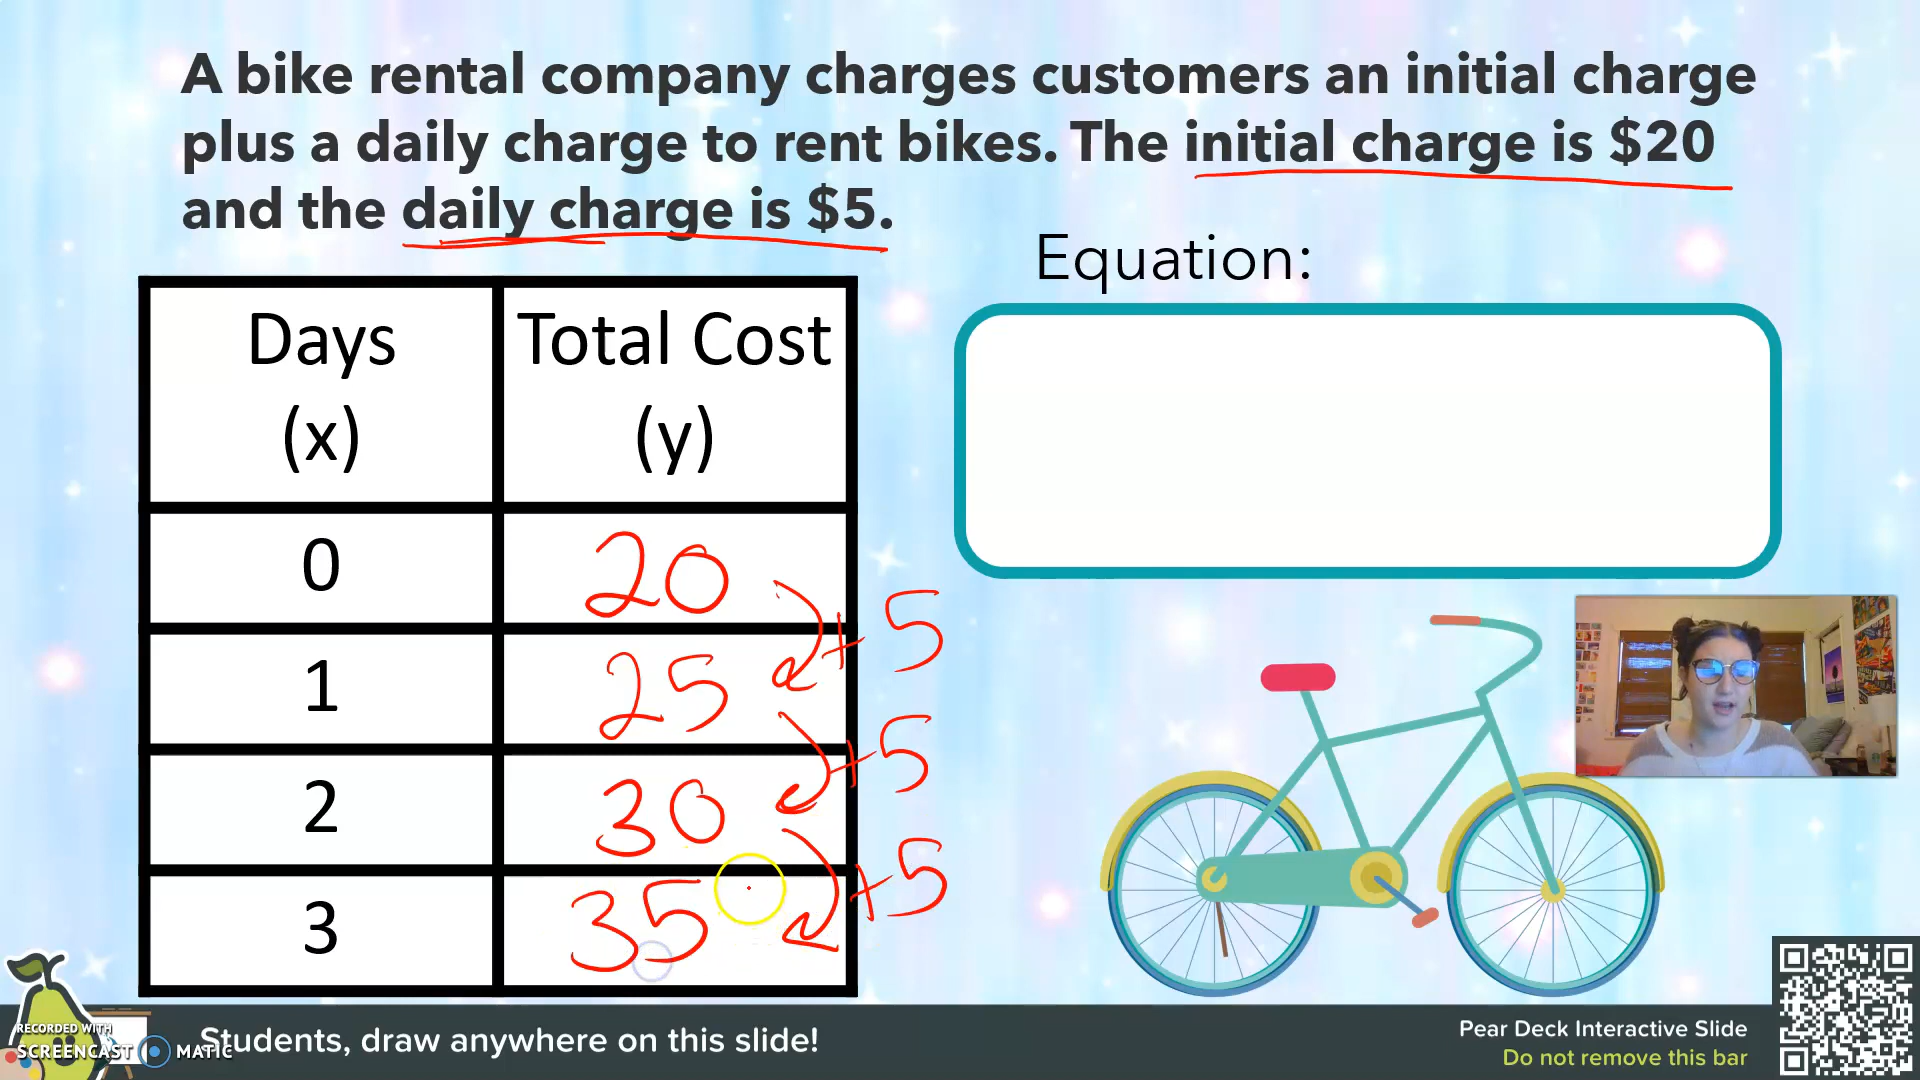 A bike rental company charges customers an initial charge
plus a daily charge to rent bikes. The initial charge is $20
and the daily charge is $5.
Equation:
Days Total Cost
(x) (y)
0 20
+5
1 25
+5
2 30
+5
3 35
RECORDED WITH
SCREENCAST MATIC
Students, draw anywhere on this slide!
Pear Deck Interactive Slide
Do not remove this bar